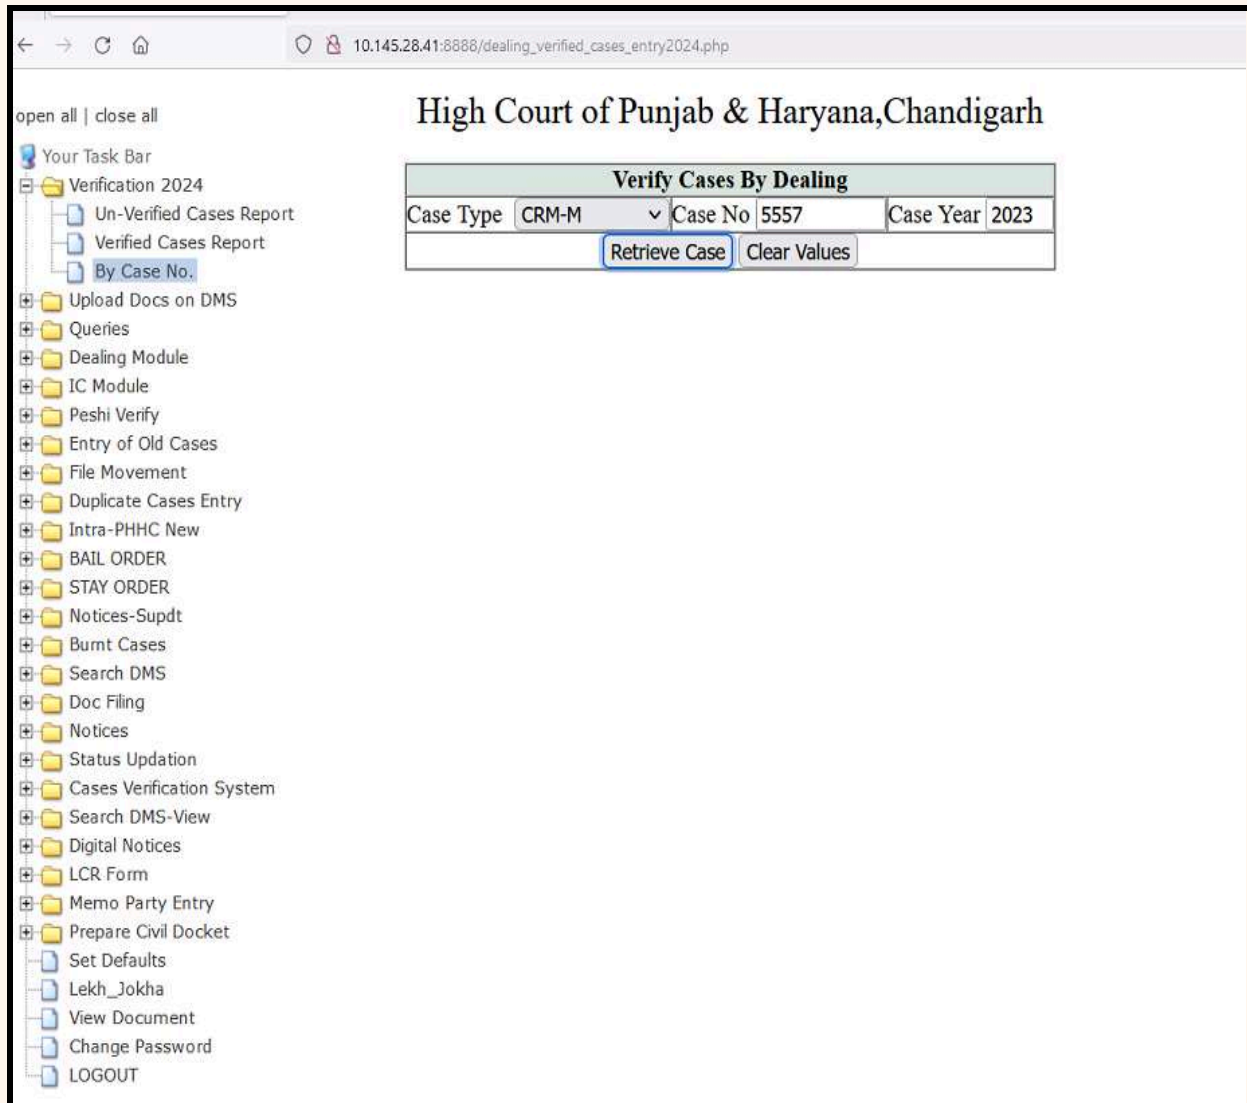 10.145.28.41:8888/dealing_verified_cases_entry2024.php
open all | close all
Your Task Bar
Verification 2024
Un-Verified Cases Report
Verified Cases Report
By Case No.
Upload Docs on DMS
Queries
Dealing Module
IC Module
Peshi Verify
Entry of Old Cases
File Movement
Duplicate Cases Entry
Intra-PHHC New
BAIL ORDER
STAY ORDER
Notices-Supdt
Burnt Cases
Search DMS
Doc Filing
Notices
Status Updation
Cases Verification System
Search DMS-View
Digital Notices
LCR Form
Memo Party Entry
Prepare Civil Docket
Set Defaults
Lekh_Jokha
View Document
Change Password
LOGOUT
High Court of Punjab & Haryana,Chandigarh
Verify Cases By Dealing
Case Type CRM-M Case No 5557 Case Year 2023
Retrieve Case Clear Values